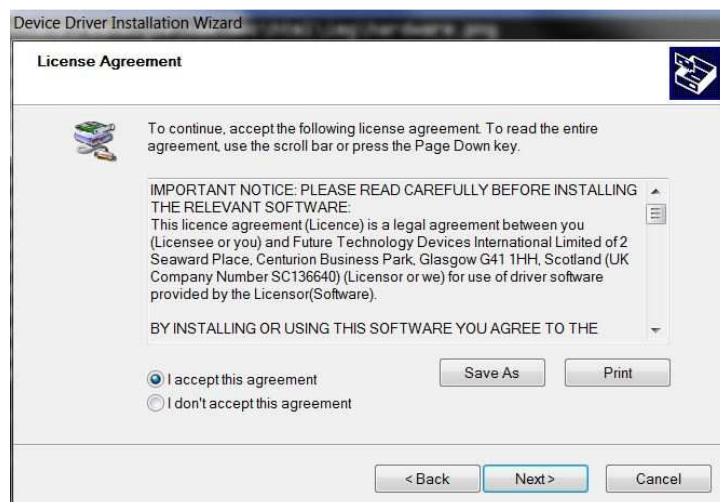 Device Driver Installation Wizard
License Agreement
To continue, accept the following license agreement. To read the entire
agreement, use the scroll bar or press the Page Down key.
IMPORTANT NOTICE: PLEASE READ CAREFULLY BEFORE INSTALLING
THE RELEVANT SOFTWARE:
This licence agreement (Licence) is a legal agreement between you
(Licensee or you) and Future Technology Devices International Limited of 2
Seaward Place, Centurion Business Park, Glasgow G41 1HH, Scotland (UK
Company Number SC136640) (Licensor or we) for use of driver software
provided by the Licensor(Software).
BY INSTALLING OR USING THIS SOFTWARE YOU AGREE TO THE
I accept this agreement
Save As
Print
I don't accept this agreement
< Back
Next >
Cancel